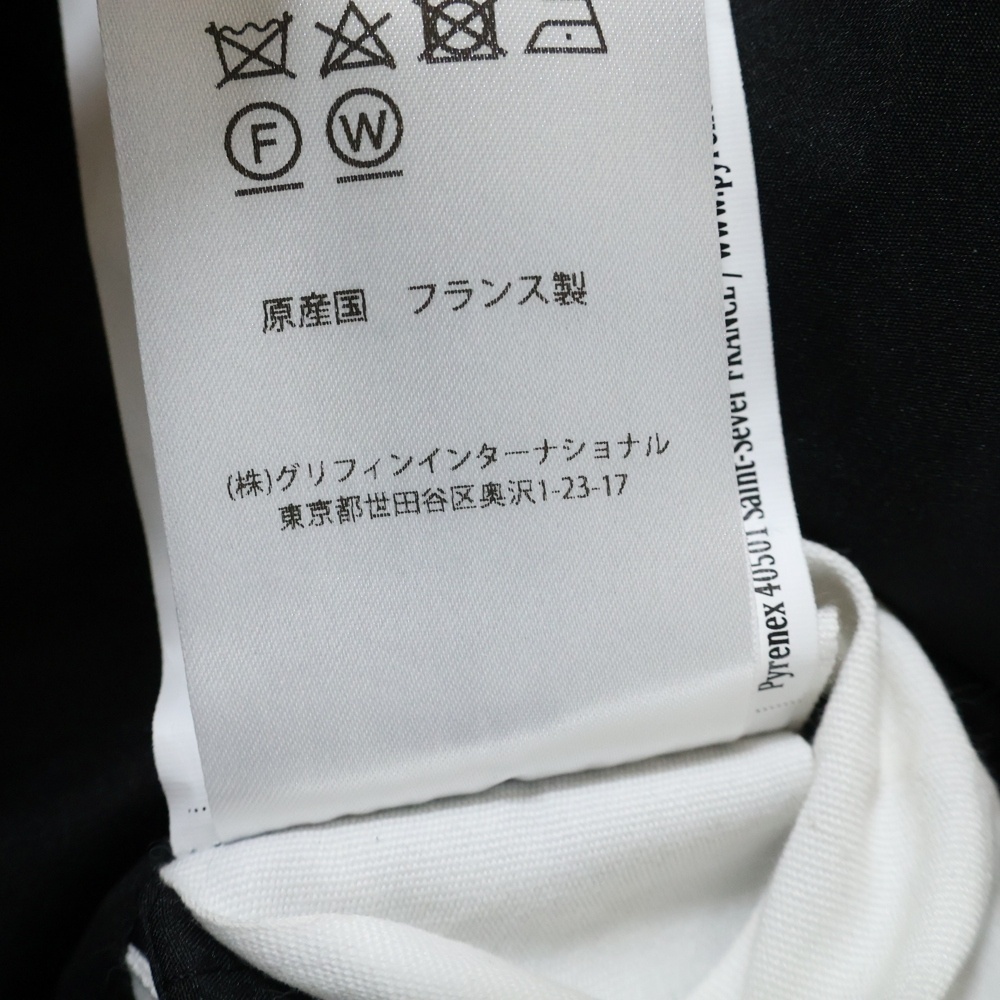 F W
原産国　フランス製
(株)グリフィンインターナショナル
東京都世田谷区奥沢1-23-17
Pyrenex 40501 Saint-Sever FRANCE /